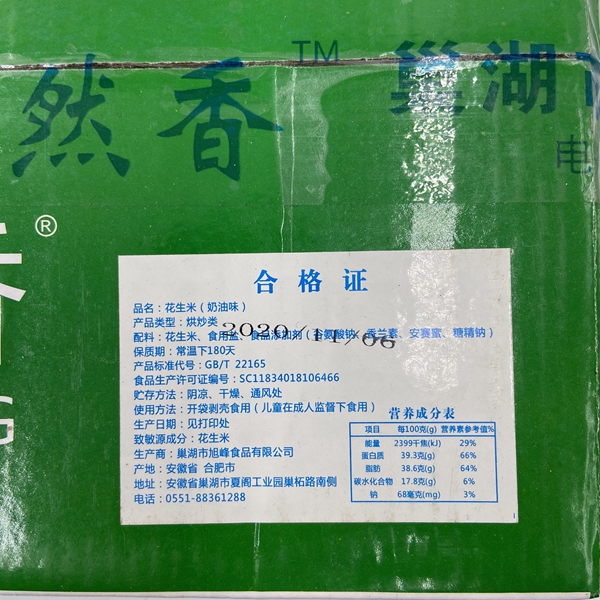 然香
TM
巢湖
电
®
G
合格证
品名：花生米（奶油味）
产品类型：烘炒类
2020/11/06
配料：花生米、食用盐、食品添加剂（谷氨酸钠、香兰素、安赛蜜、糖精钠）
保质期：常温下180天
产品标准代号：GB/T 22165
食品生产许可证编号：SC11834018106466
贮存方法：阴凉、干燥、通风处
使用方法：开袋剥壳食用（儿童在成人监督下食用）
生产日期：见打印处
致敏源成分：花生米
生产商：巢湖市旭峰食品有限公司
产地：安徽省 合肥市
地址：安徽省巢湖市夏阁工业园巢柘路南侧
电话：0551-88361288
营养成分表
项目 每100克(g) 营养素参考值%
能量 2399千焦(kJ) 29%
蛋白质 39.3克(g) 66%
脂肪 38.6克(g) 64%
碳水化合物 17.8克(g) 6%
钠 68毫克(mg) 3%